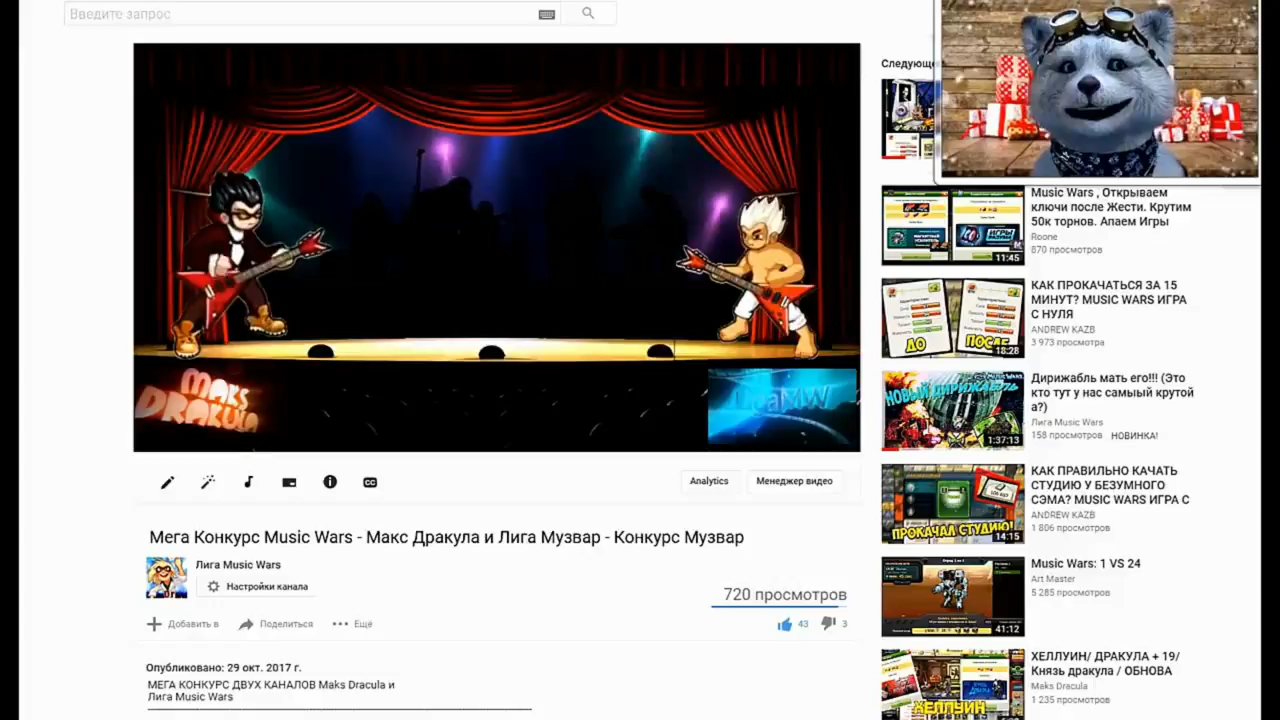 Введите запрос
MAKS
DRAKULA
Analytics
Менеджер видео
Мега Конкурс Music Wars - Макс Дракула и Лига Музвар - Конкурс Музвар
Лига Music Wars
Настройки канала
720 просмотров
Добавить в
Поделиться
Ещё
43
3
Опубликовано: 29 окт. 2017 г.
МЕГА КОНКУРС ДВУХ КАНАЛОВ Maks Dracula и
Лига Music Wars
Music Wars , Открываем
ключи после Жести. Крутим
50к торнов. Апаем Игры
Roone
870 просмотров
11:45
КАК ПРОКАЧАТЬСЯ ЗА 15
МИНУТ? MUSIC WARS ИГРА
С НУЛЯ
ANDREW KAZB
3 973 просмотра
ДО
ПОСЛЕ
18:28
Дирижабль мать его!!! (Это
кто тут у нас самыый крутой
а?)
Лига Music Wars
158 просмотров
НОВИНКА!
НОВЫЙ ДИРИЖАБЛЬ
1:37:13
КАК ПРАВИЛЬНО КАЧАТЬ
СТУДИЮ У БЕЗУМНОГО
СЭМА? MUSIC WARS ИГРА С
ANDREW KAZB
1 806 просмотров
ПРОКАЧАЛ СТУДИЮ!
14:15
Music Wars: 1 VS 24
Art Master
5 285 просмотров
41:12
ХЕЛЛУИН/ ДРАКУЛА + 19/
Князь дракула / ОБНОВА
Maks Dracula
1 235 просмотров
ХЕЛЛУИН